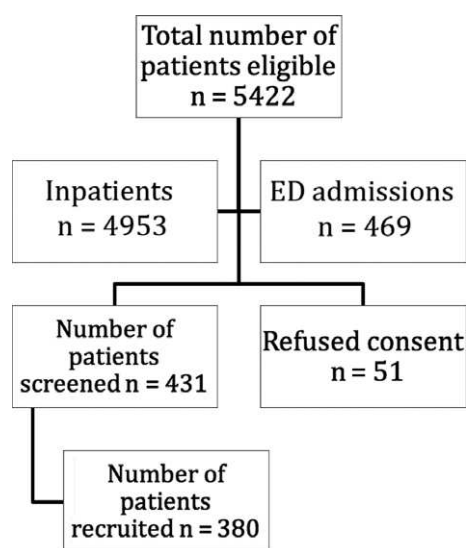 Total number of
patients eligible
n = 5422
Inpatients
n = 4953
ED admissions
n = 469
Number of
patients
screened n = 431
Refused consent
n = 51
Number of
patients
recruited n = 380